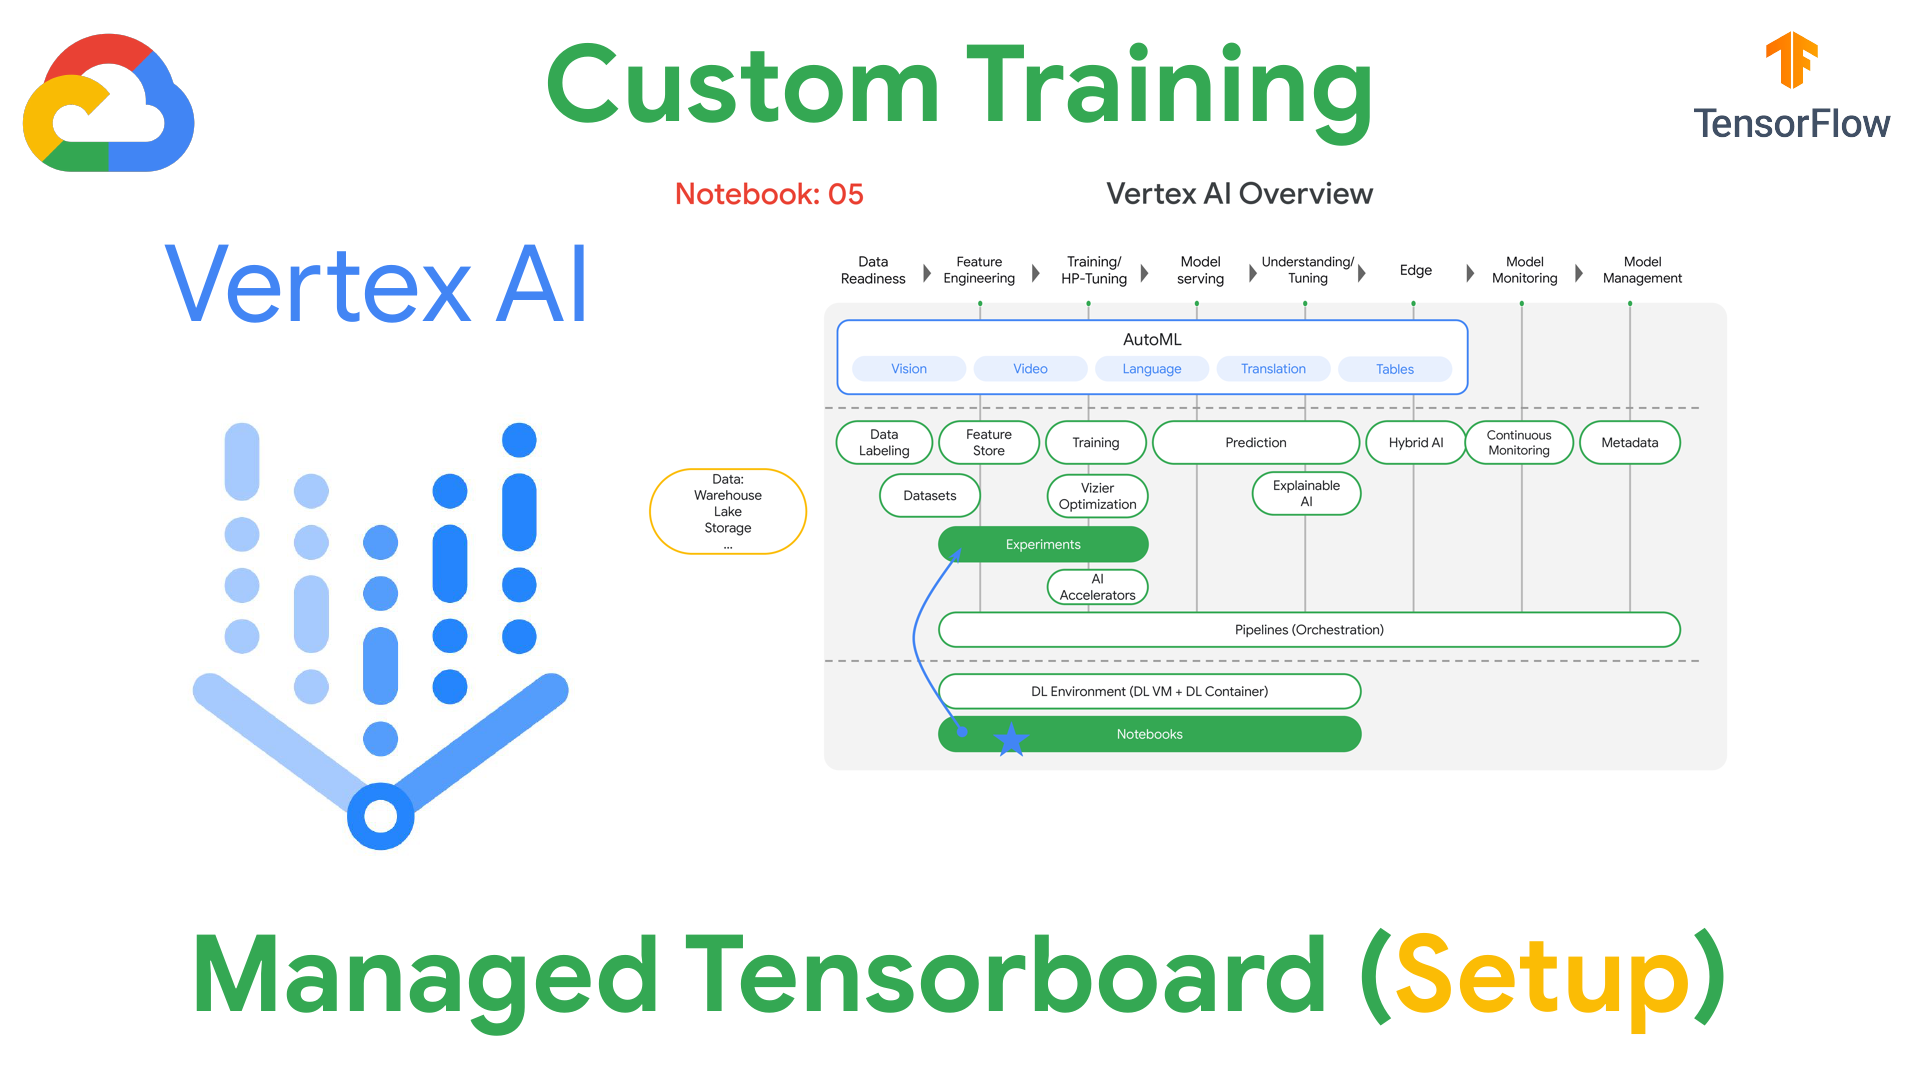 Custom Training
TensorFlow
Notebook: 05
Vertex AI Overview
Vertex AI
Data
Readiness
Feature
Engineering
Training/
HP-Tuning
Model
serving
Understanding/
Tuning
Edge
Model
Monitoring
Model
Management
AutoML
Vision
Video
Language
Translation
Tables
Data
Labeling
Feature
Store
Training
Prediction
Hybrid AI
Continuous
Monitoring
Metadata
Data:
Warehouse
Lake
Storage
...
Datasets
Vizier
Optimization
Explainable
AI
Experiments
AI
Accelerators
Pipelines (Orchestration)
DL Environment (DL VM + DL Container)
Notebooks
Managed Tensorboard (Setup)